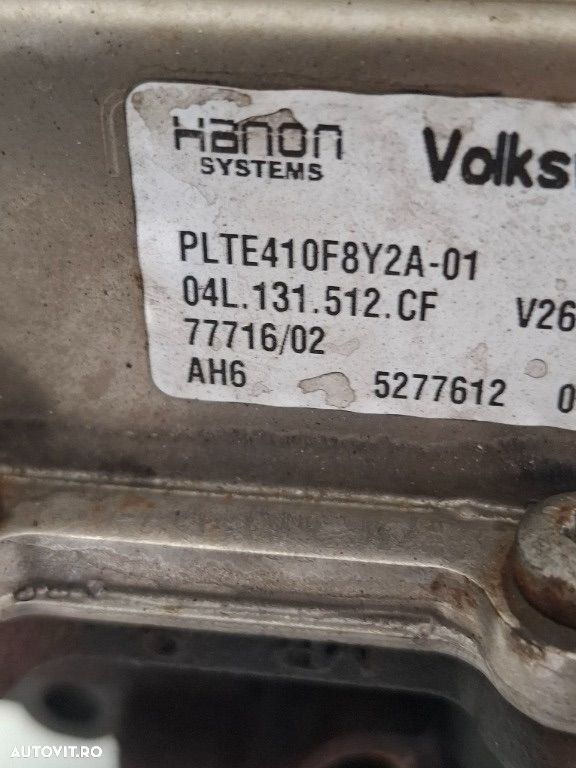 Hanon
SYSTEMS
PLTE410F8Y2A-01
04L.131.512.CF
77716/02
AH6 5277612
AUTOVIT.RO